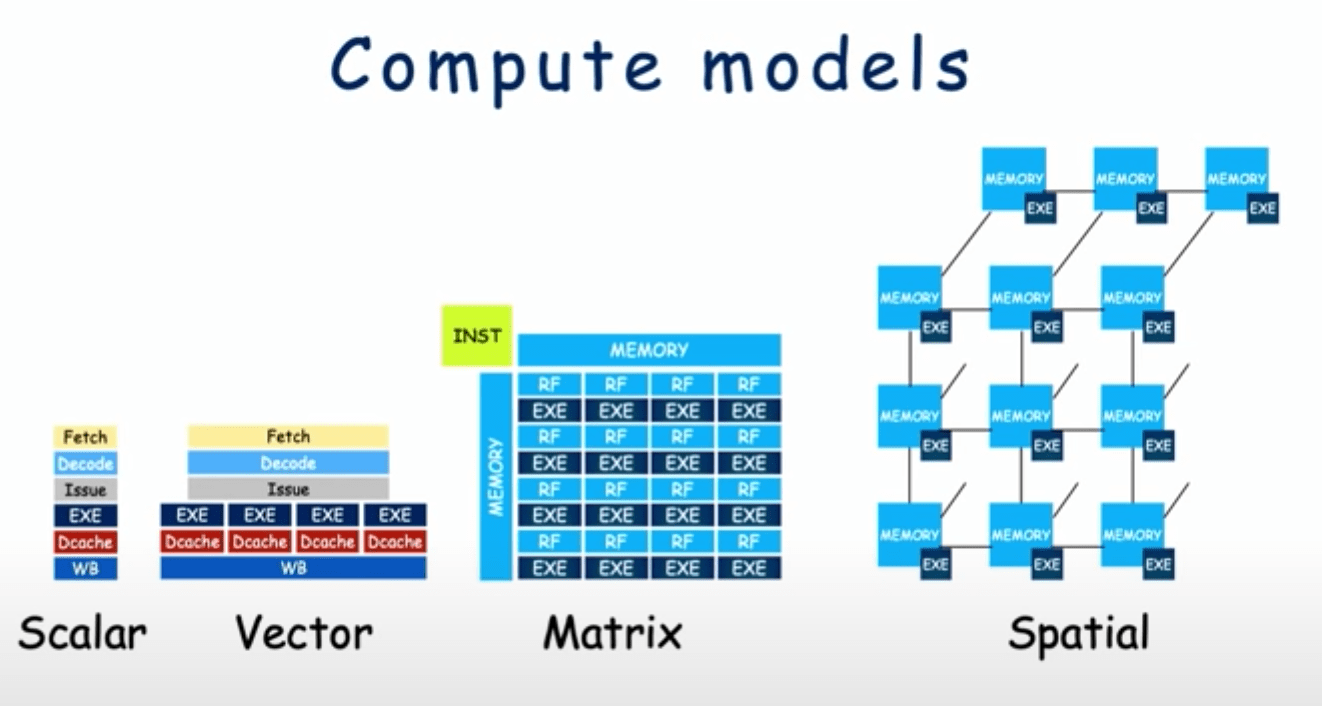 Compute models
Fetch
Decode
Issue
EXE
Dcache
WB
Scalar
Fetch
Decode
Issue
EXE EXE EXE EXE
Dcache Dcache Dcache Dcache
WB
Vector
INST
MEMORY
MEMORY
RF RF RF RF
EXE EXE EXE EXE
RF RF RF RF
EXE EXE EXE EXE
RF RF RF RF
EXE EXE EXE EXE
RF RF RF RF
EXE EXE EXE EXE
Matrix
MEMORY MEMORY MEMORY
EXE EXE EXE
MEMORY MEMORY MEMORY
EXE EXE EXE
MEMORY MEMORY MEMORY
EXE EXE EXE
MEMORY MEMORY MEMORY
EXE EXE EXE
Spatial